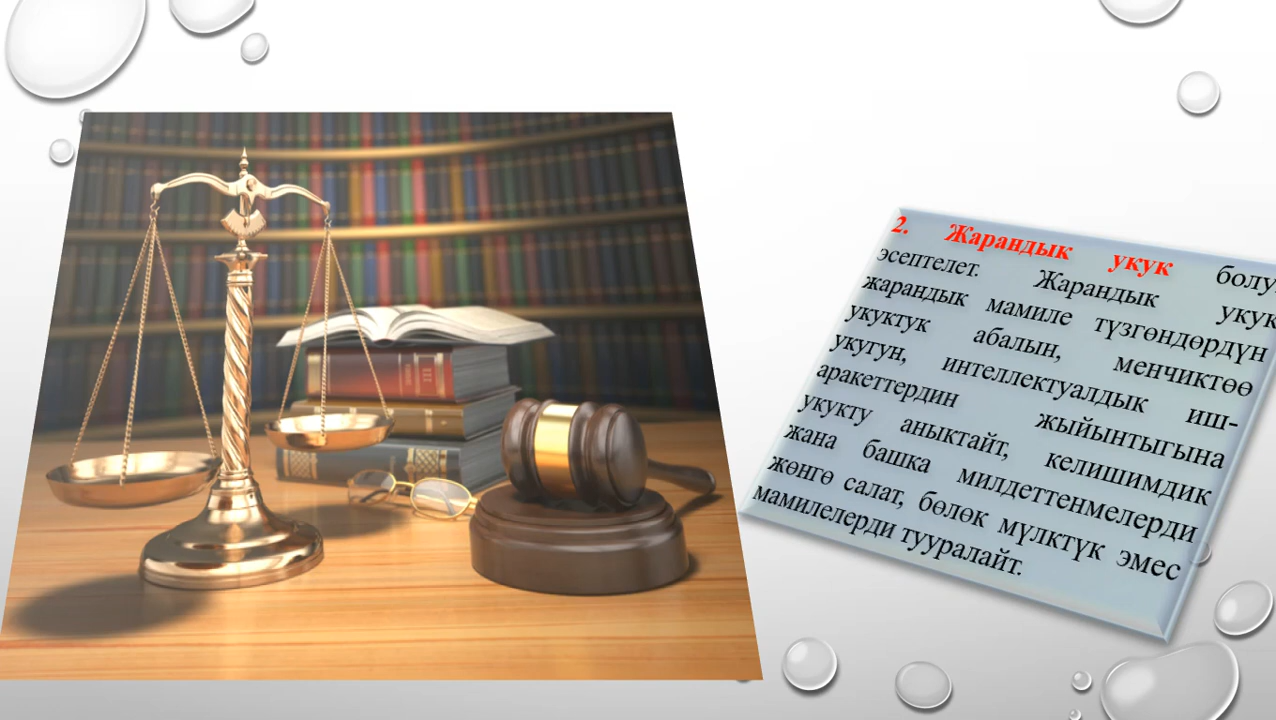 2. Жарандык укук болу
эсептелет. Жарандык укук
жарандык мамиле түзгөндөрдүн
укуктук абалын, менчиктөө
укугун, интеллектуалдык иш-
аракеттердин жыйынтыгына
укукту аныктайт, келишимдик
жана башка милдеттенмелерди
жөнгө салат, бөлөк мүлктүк эмес
мамилелерди тууралайт.